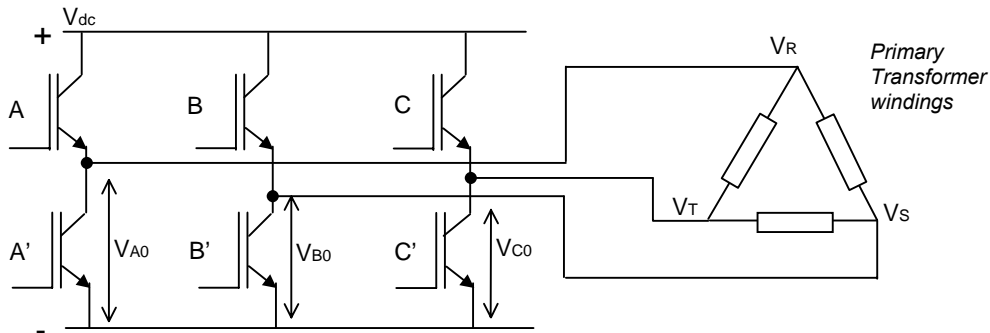 + Vdc
A B C
A' B' C'
VA0 VB0 VC0
-
VR
VT VS
Primary
Transformer
windings